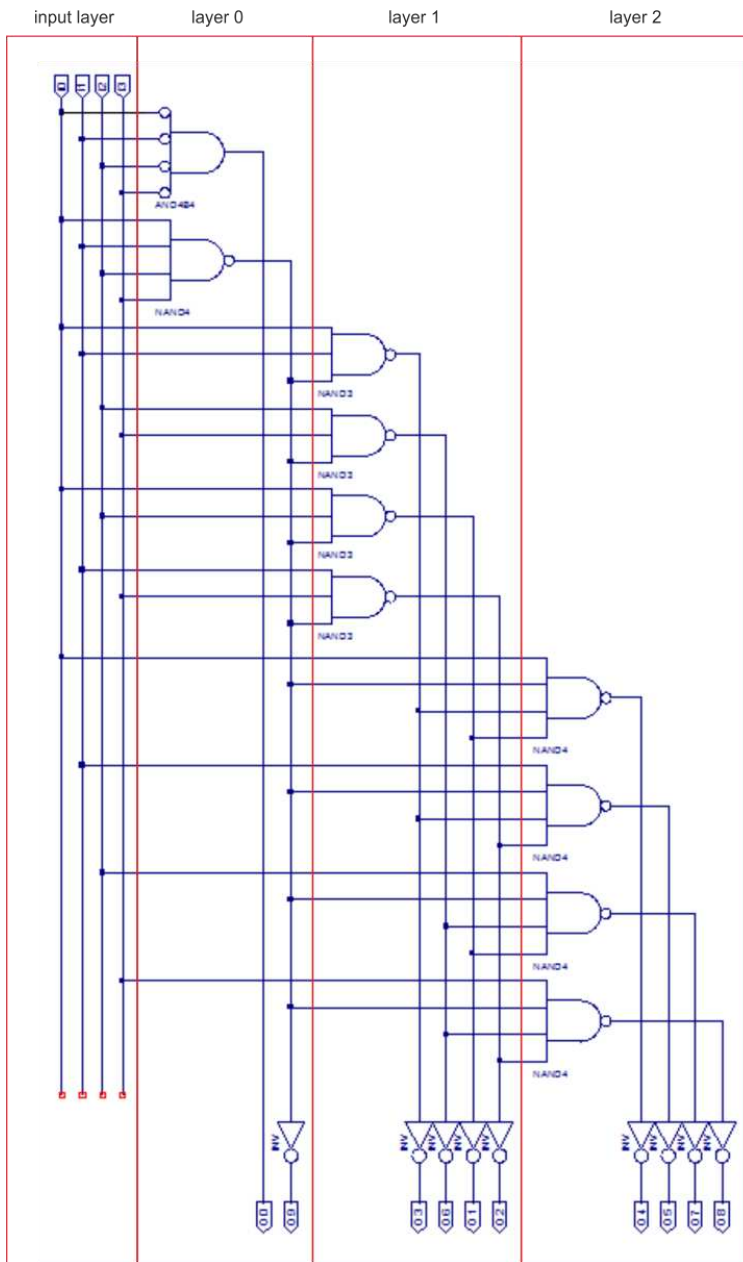 input layer layer 0 layer 1 layer 2
I0 I1 I2 I3
AND4B4
NAND4
NAND3
NAND3
NAND3
NAND3
NAND4
NAND4
NAND4
NAND4
INV INV INV INV INV INV INV INV INV
O0 O9 O3 O6 O1 O2 O4 O5 O7 O8